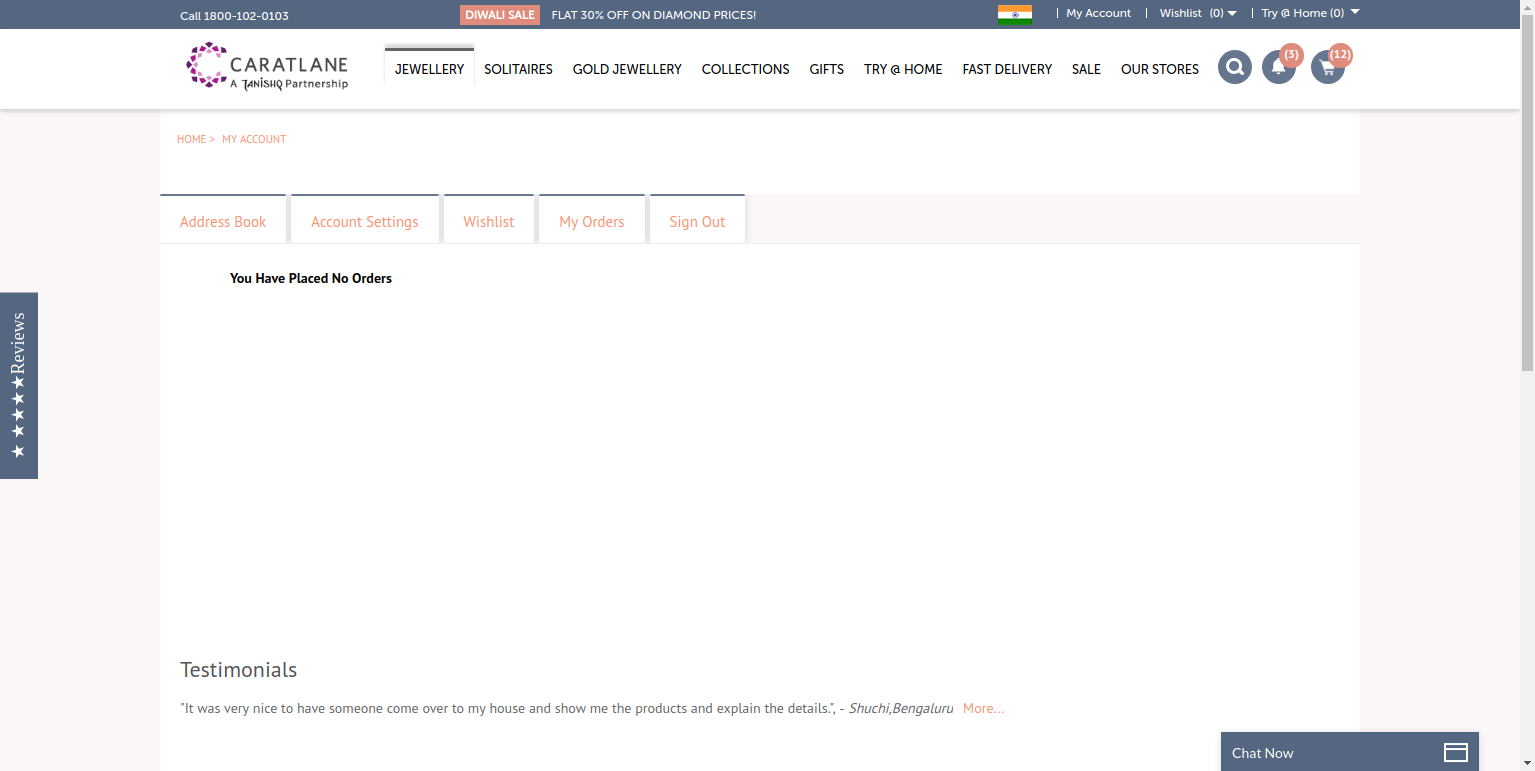 Call 1800-102-0103
DIWALI SALE FLAT 30% OFF ON DIAMOND PRICES!
My Account
Wishlist (0)
Try @ Home (0)
CARATLANE
A TANISHQ Partnership
JEWELLERY
SOLITAIRES
GOLD JEWELLERY
COLLECTIONS
GIFTS
TRY @ HOME
FAST DELIVERY
SALE
OUR STORES
(3)
(12)
HOME > MY ACCOUNT
Address Book
Account Settings
Wishlist
My Orders
Sign Out
You Have Placed No Orders
★★★★★Reviews
Testimonials
"It was very nice to have someone come over to my house and show me the products and explain the details.", - Shuchi,Bengaluru More...
Chat Now